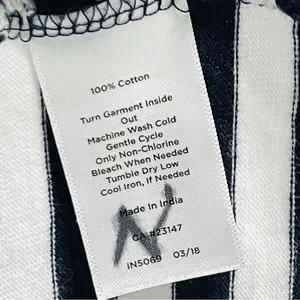 100% Cotton
Turn Garment Inside
Out
Machine Wash Cold
Gentle Cycle
Only Non-Chlorine
Bleach When Needed
Tumble Dry Low
Cool Iron, If Needed
Made In India
CA#23147
IN5069 03/18
N